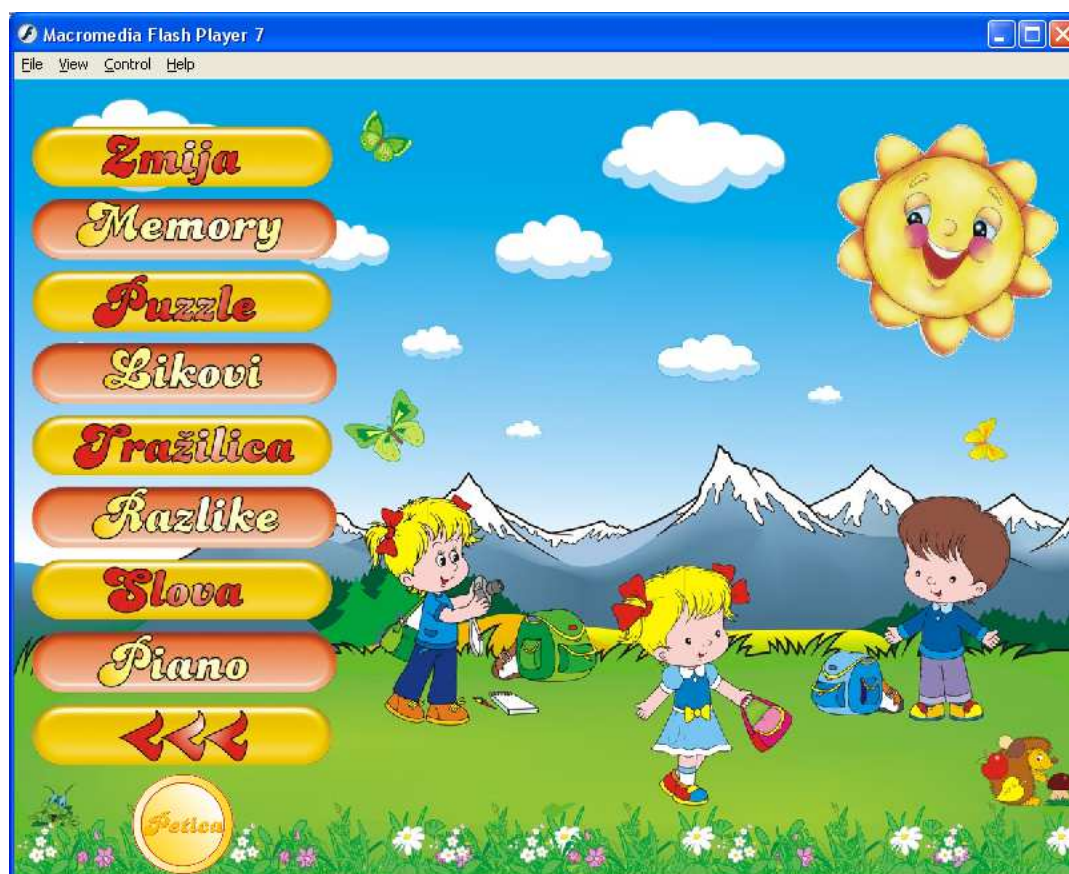 Macromedia Flash Player 7
File View Control Help
Zmija
Memory
Puzzle
Likovi
Tražilica
Razlike
Slova
Piano
Petica